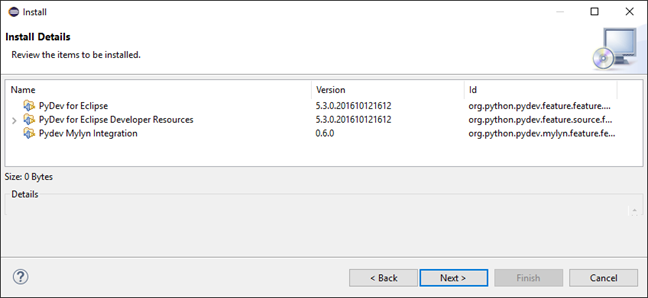 Install
Install Details
Review the items to be installed.
Name Version Id
PyDev for Eclipse 5.3.0.201610121612 org.python.pydev.feature.feature....
PyDev for Eclipse Developer Resources 5.3.0.201610121612 org.python.pydev.feature.source.f...
Pydev Mylyn Integration 0.6.0 org.python.pydev.mylyn.feature.fe...
Size: 0 Bytes
Details
? < Back Next > Finish Cancel